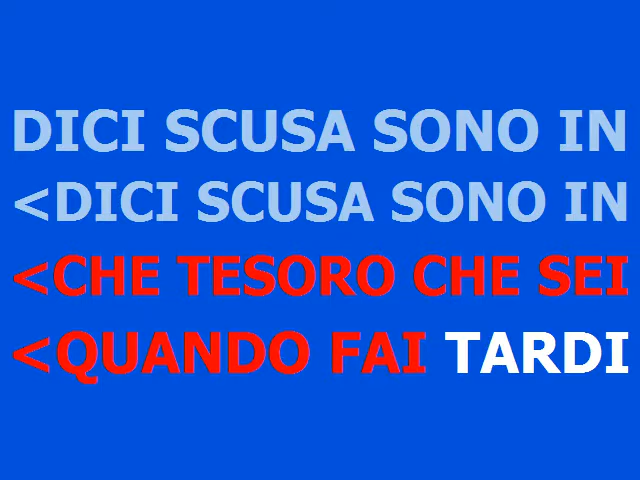 DICI SCUSA SONO IN
<DICI SCUSA SONO IN
<CHE TESORO CHE SEI
<QUANDO FAI TARDI